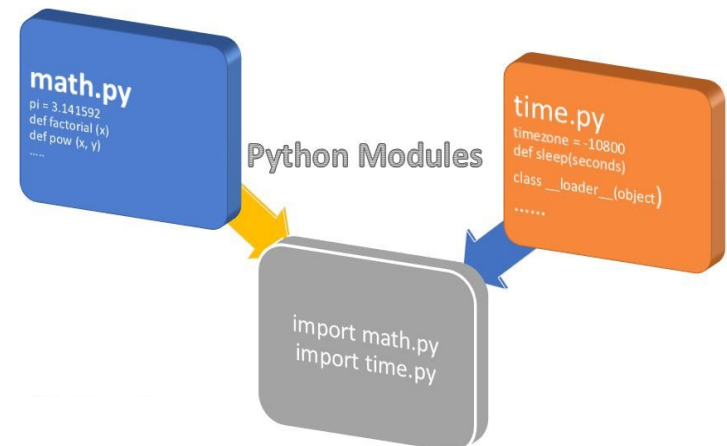 math.py
pi = 3.141592
def factorial (x)
def pow (x, y)
.....
Python Modules
time.py
timezone = -10800
def sleep(seconds)
class __loader__(object)
......
import math.py
import time.py